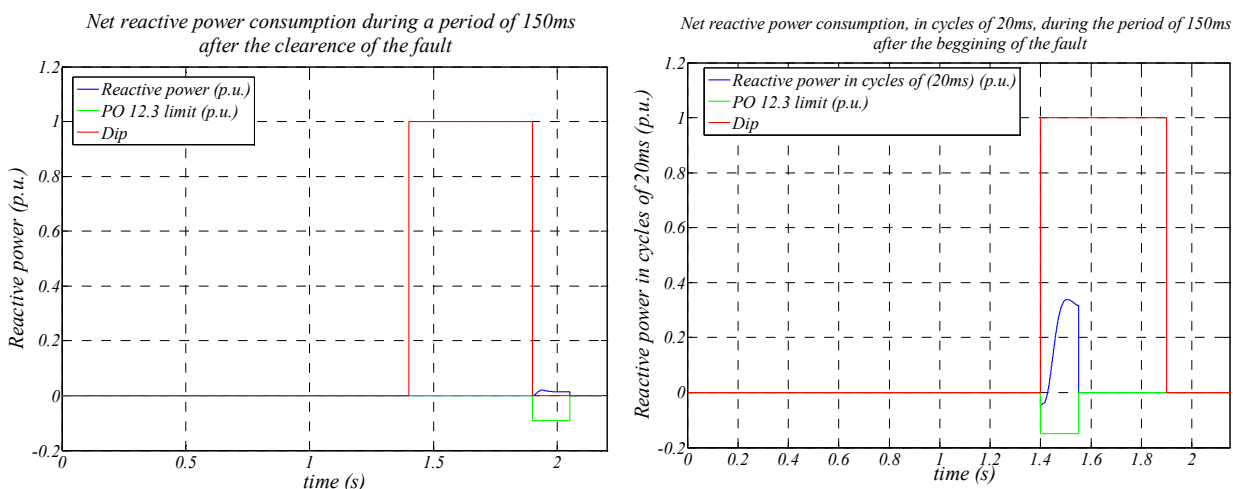 Net reactive power consumption during a period of 150ms
after the clearence of the fault
1.2
1
0.8
0.6
0.4
0.2
0
-0.2
Reactive power (p.u.)
Reactive power (p.u.)
PO 12.3 limit (p.u.)
Dip
0
0.5
1
1.5
2
time (s)
Net reactive power consumption, in cycles of 20ms, during the period of 150ms
after the beggining of the fault
1.2
1
0.8
0.6
0.4
0.2
0
-0.2
Reactive power in cycles of 20ms (p.u.)
Reactive power in cycles of (20ms) (p.u.)
PO 12.3 limit (p.u.)
Dip
0
0.2
0.4
0.6
0.8
1
1.2
1.4
1.6
1.8
2
time (s)